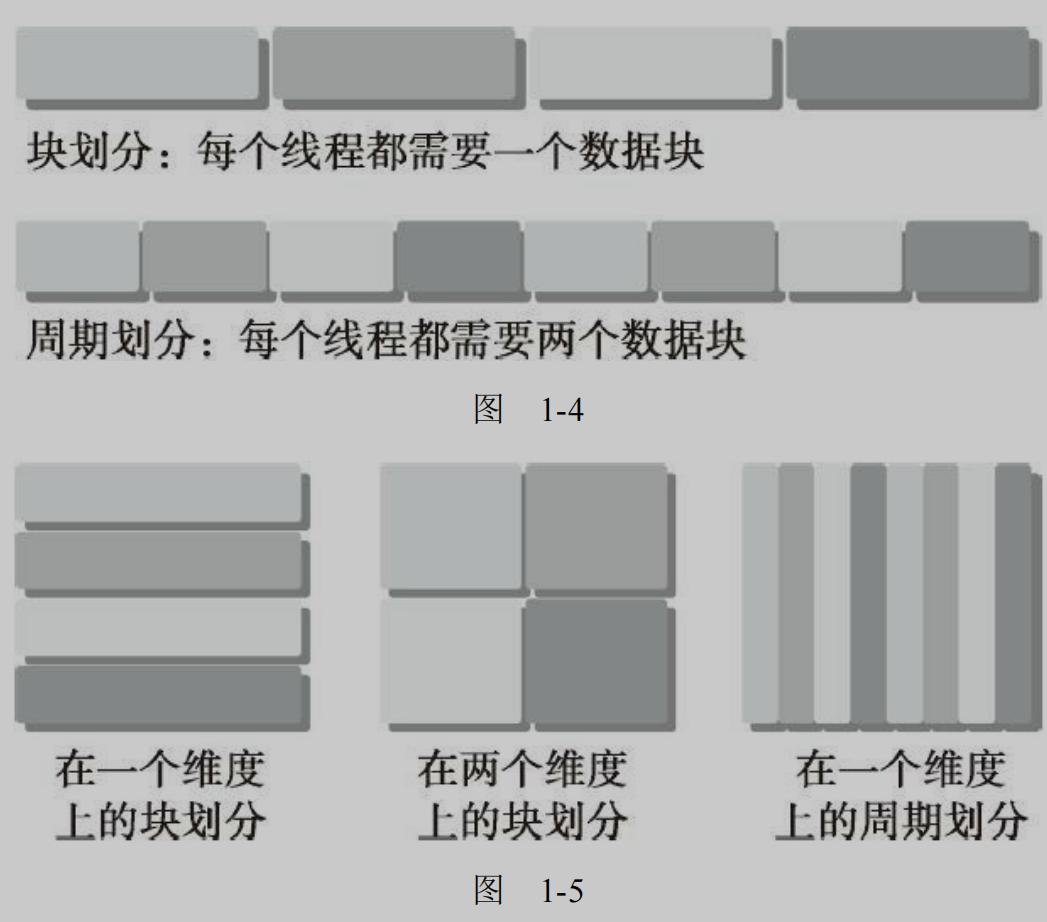 块划分：每个线程都需要一个数据块
周期划分：每个线程都需要两个数据块
图 1-4
在一个维度
上的块划分
在两个维度
上的块划分
在一个维度
上的周期划分
图 1-5